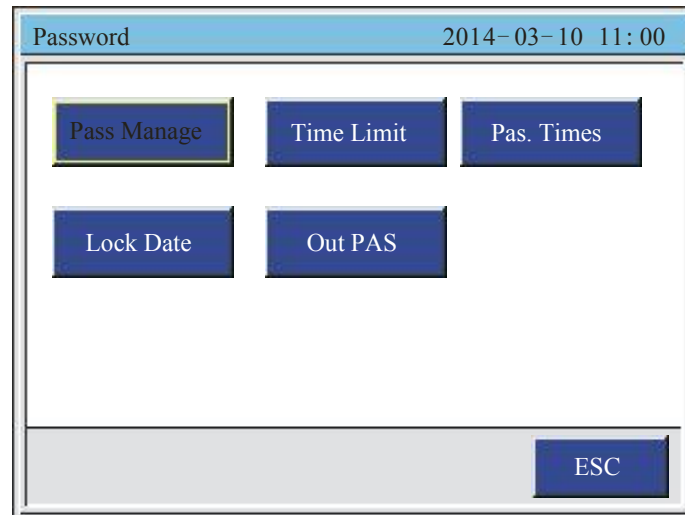 Password 2014-03-10 11:00
Pass Manage Time Limit Pas. Times
Lock Date Out PAS
ESC